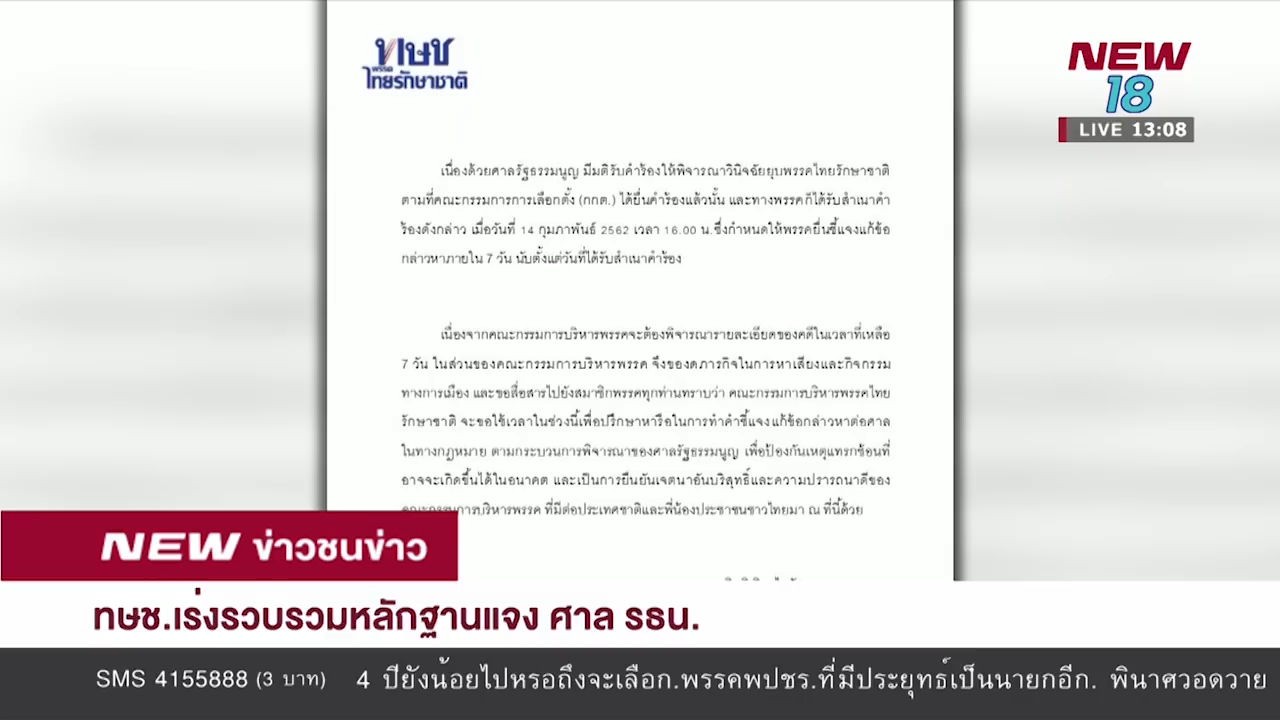 ทษช
พรรค
ไทยรักษาชาติ
NEW
18
LIVE 13:08
เนื่องด้วยศาลรัฐธรรมนูญ มีมติรับคำร้องให้พิจารณาวินิจฉัยยุบพรรคไทยรักษาชาติ
ตามที่คณะกรรมการการเลือกตั้ง (กกต.) ได้ยื่นคำร้องแล้วนั้น และทางพรรคก็ได้รับสำเนาคำ
ร้องดังกล่าว เมื่อวันที่ 14 กุมภาพันธ์ 2562 เวลา 16.00 น.ซึ่งกำหนดให้พรรคยื่นชี้แจงแก้ข้อ
กล่าวหาภายใน 7 วัน นับตั้งแต่วันที่ได้รับสำเนาคำร้อง
เนื่องจากคณะกรรมการบริหารพรรคจะต้องพิจารณารายละเอียดของคดีในเวลาที่เหลือ
7 วัน ในส่วนของคณะกรรมการบริหารพรรค จึงของดภารกิจในการหาเสียงและกิจกรรม
ทางการเมือง และขอสื่อสารไปยังสมาชิกพรรคทุกท่านทราบว่า คณะกรรมการบริหารพรรคไทย
รักษาชาติ จะขอใช้เวลาในช่วงนี้เพื่อปรึกษาหารือในการทำคำชี้แจงแก้ข้อกล่าวหาต่อศาล
ในทางกฎหมาย ตามกระบวนการพิจารณาของศาลรัฐธรรมนูญ เพื่อป้องกันเหตุแทรกซ้อนที่
อาจจะเกิดขึ้นได้ในอนาคต และเป็นการยืนยันเจตนาอันบริสุทธิ์และความปรารถนาดีของ
คณะกรรมการบริหารพรรค ที่มีต่อประเทศชาติและพี่น้องประชาชนชาวไทยมา ณ ที่นี้ด้วย
NEW ข่าวชนข่าว
ทษช.เร่งรวบรวมหลักฐานแจง ศาล รธน.
SMS 4155888 (3 บาท) 4 ปียังน้อยไปหรอถึงจะเลือก.พรรคพปชร.ที่มีประยุทธ์เป็นนายกอีก. พินาศวอดวาย